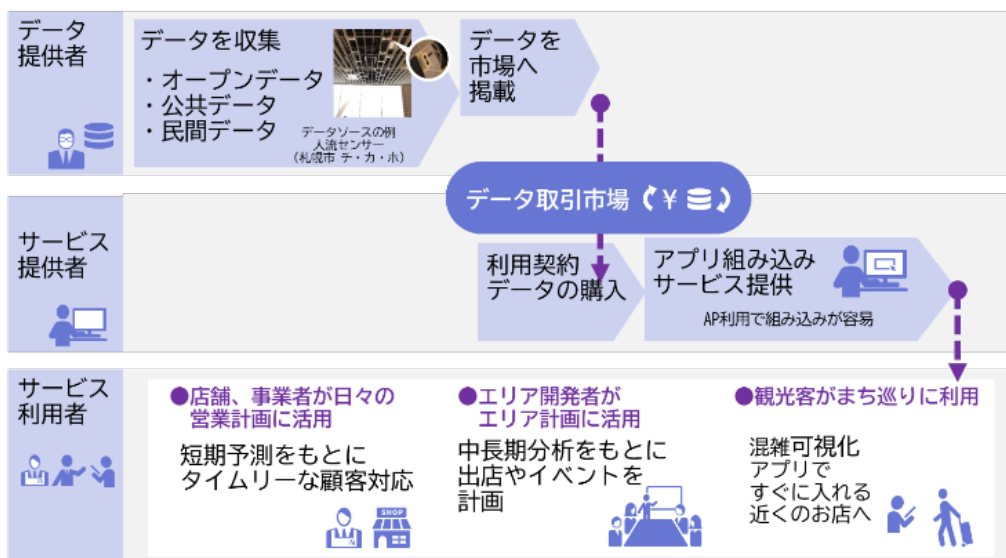 データ
提供者
データを収集
・オープンデータ
・公共データ
・民間データ
データソースの例
人流センサー
(札幌市 チ・カ・ホ)
データを
市場へ
掲載
データ取引市場 ¥
サービス
提供者
利用契約
データの購入
アプリ組み込み
サービス提供
AP利用で組み込みが容易
サービス
利用者
●店舗、事業者が日々の
営業計画に活用
短期予測をもとに
タイムリーな顧客対応
SHOP
●エリア開発者が
エリア計画に活用
中長期分析をもとに
出店やイベントを
計画
●観光客がまち巡りに利用
混雑可視化
アプリで
すぐに入れる
近くのお店へ